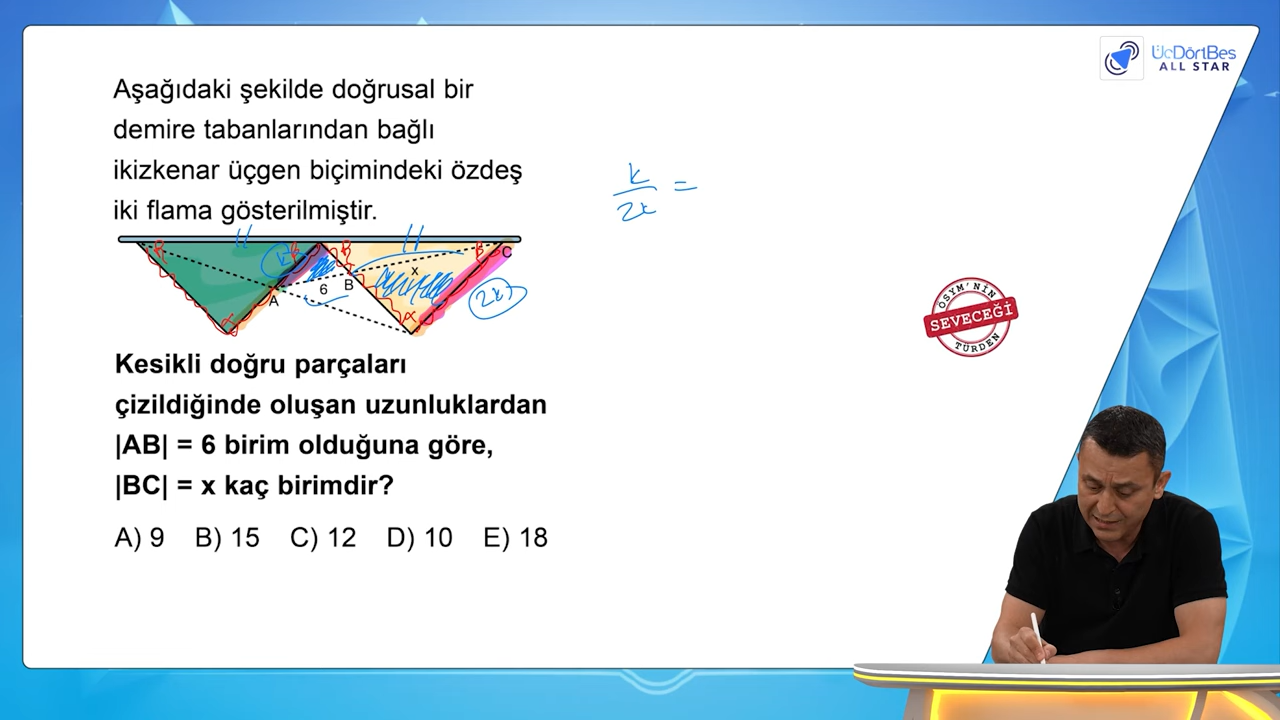 ÜçDörtBeş
ALL STAR
Aşağıdaki şekilde doğrusal bir
demire tabanlarından bağlı
ikizkenar üçgen biçimindeki özdeş
iki flama gösterilmiştir.
k
2k
=
β β β β C
k x
A 6 B 2k
α α
Kesikli doğru parçaları
çizildiğinde oluşan uzunluklardan
|AB| = 6 birim olduğuna göre,
|BC| = x kaç birimdir?
A) 9 B) 15 C) 12 D) 10 E) 18
ÖSYM'NİN
SEVECEĞİ
TÜRDEN